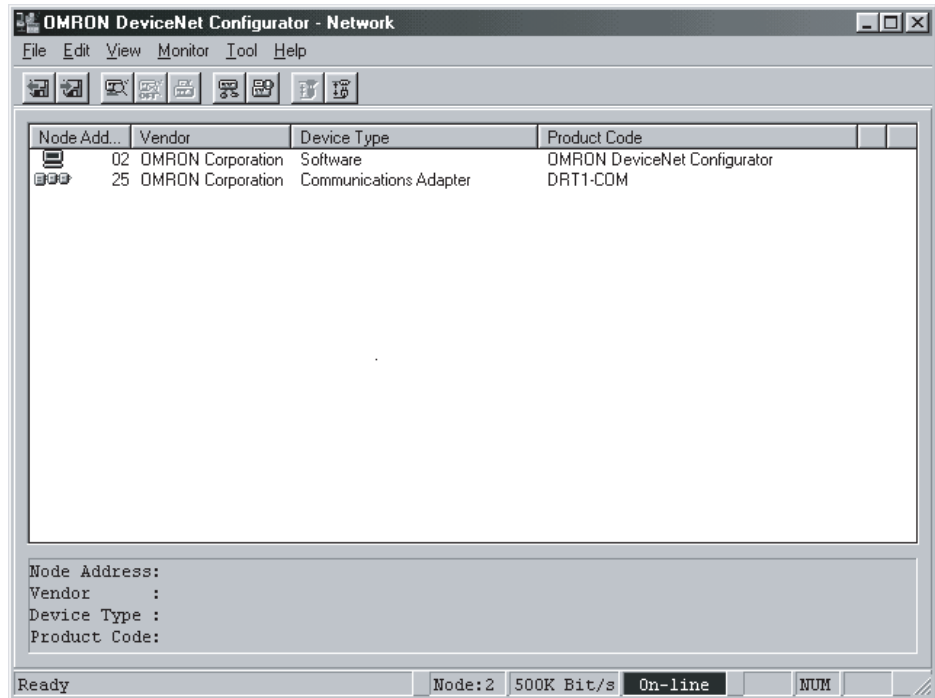 OMRON DeviceNet Configurator - Network
File Edit View Monitor Tool Help
Node Add... Vendor Device Type Product Code
02 OMRON Corporation Software OMRON DeviceNet Configurator
25 OMRON Corporation Communications Adapter DRT1-COM
Node Address:
Vendor :
Device Type :
Product Code:
Ready Node:2 500K Bit/s On-line NUM